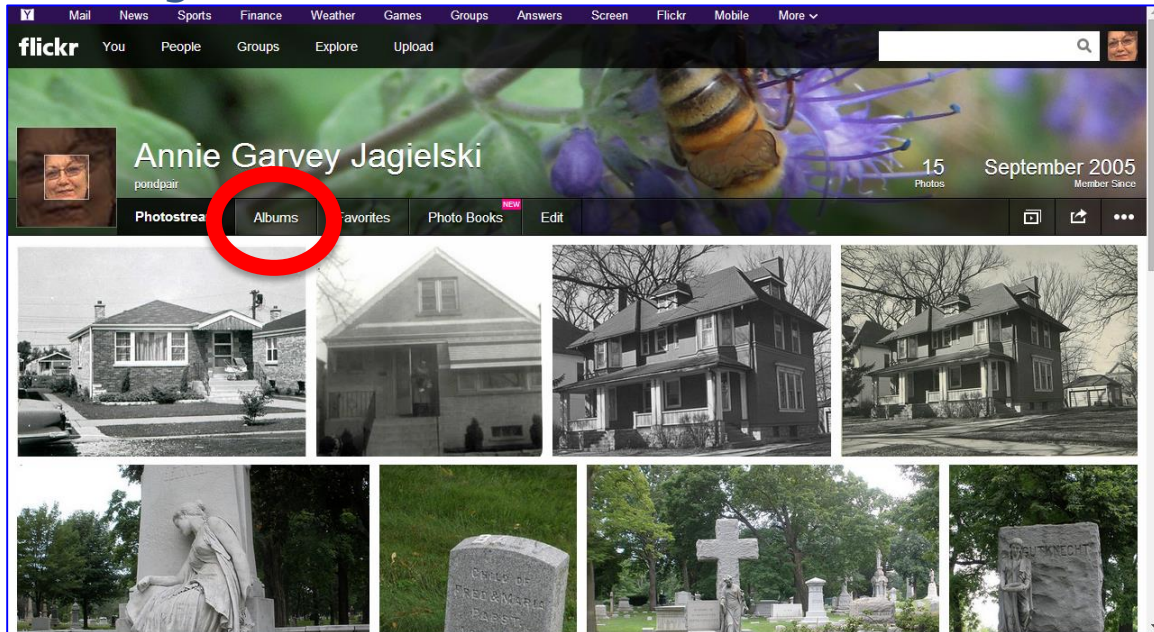 Y Mail News Sports Finance Weather Games Groups Answers Screen Flickr Mobile More
flickr You People Groups Explore Upload
Annie Garvey Jagielski
pondpair
15
Photos
September 2005
Member Since
Albums Favorites Photo Books NEW Edit
CHILD OF
FRED & MARIA
PABST
GUTKNECHT